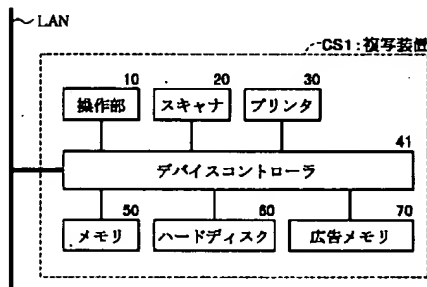 LAN
CS1:複写装置
10 20 30
操作部 スキャナ プリンタ
41
デバイスコントローラ
50 60 70
メモリ ハードディスク 広告メモリ